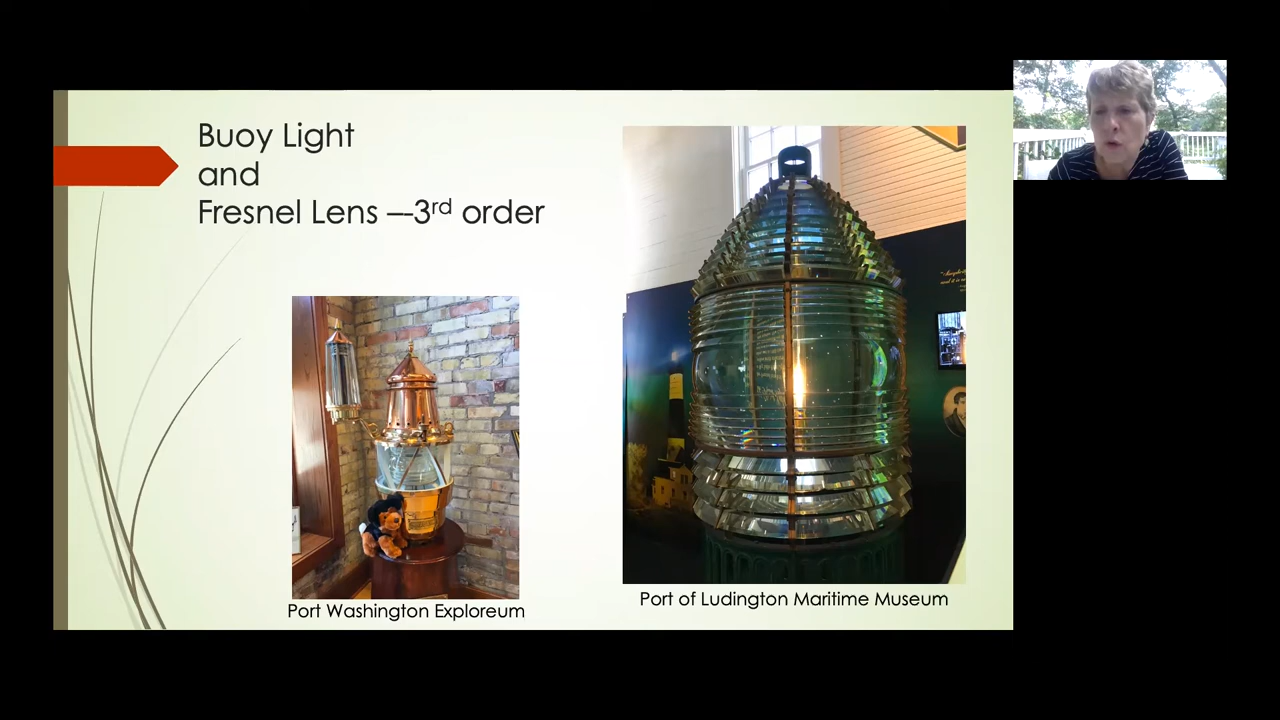 Buoy Light
and
Fresnel Lens –-3rd order
Port Washington Exploreum
Port of Ludington Maritime Museum